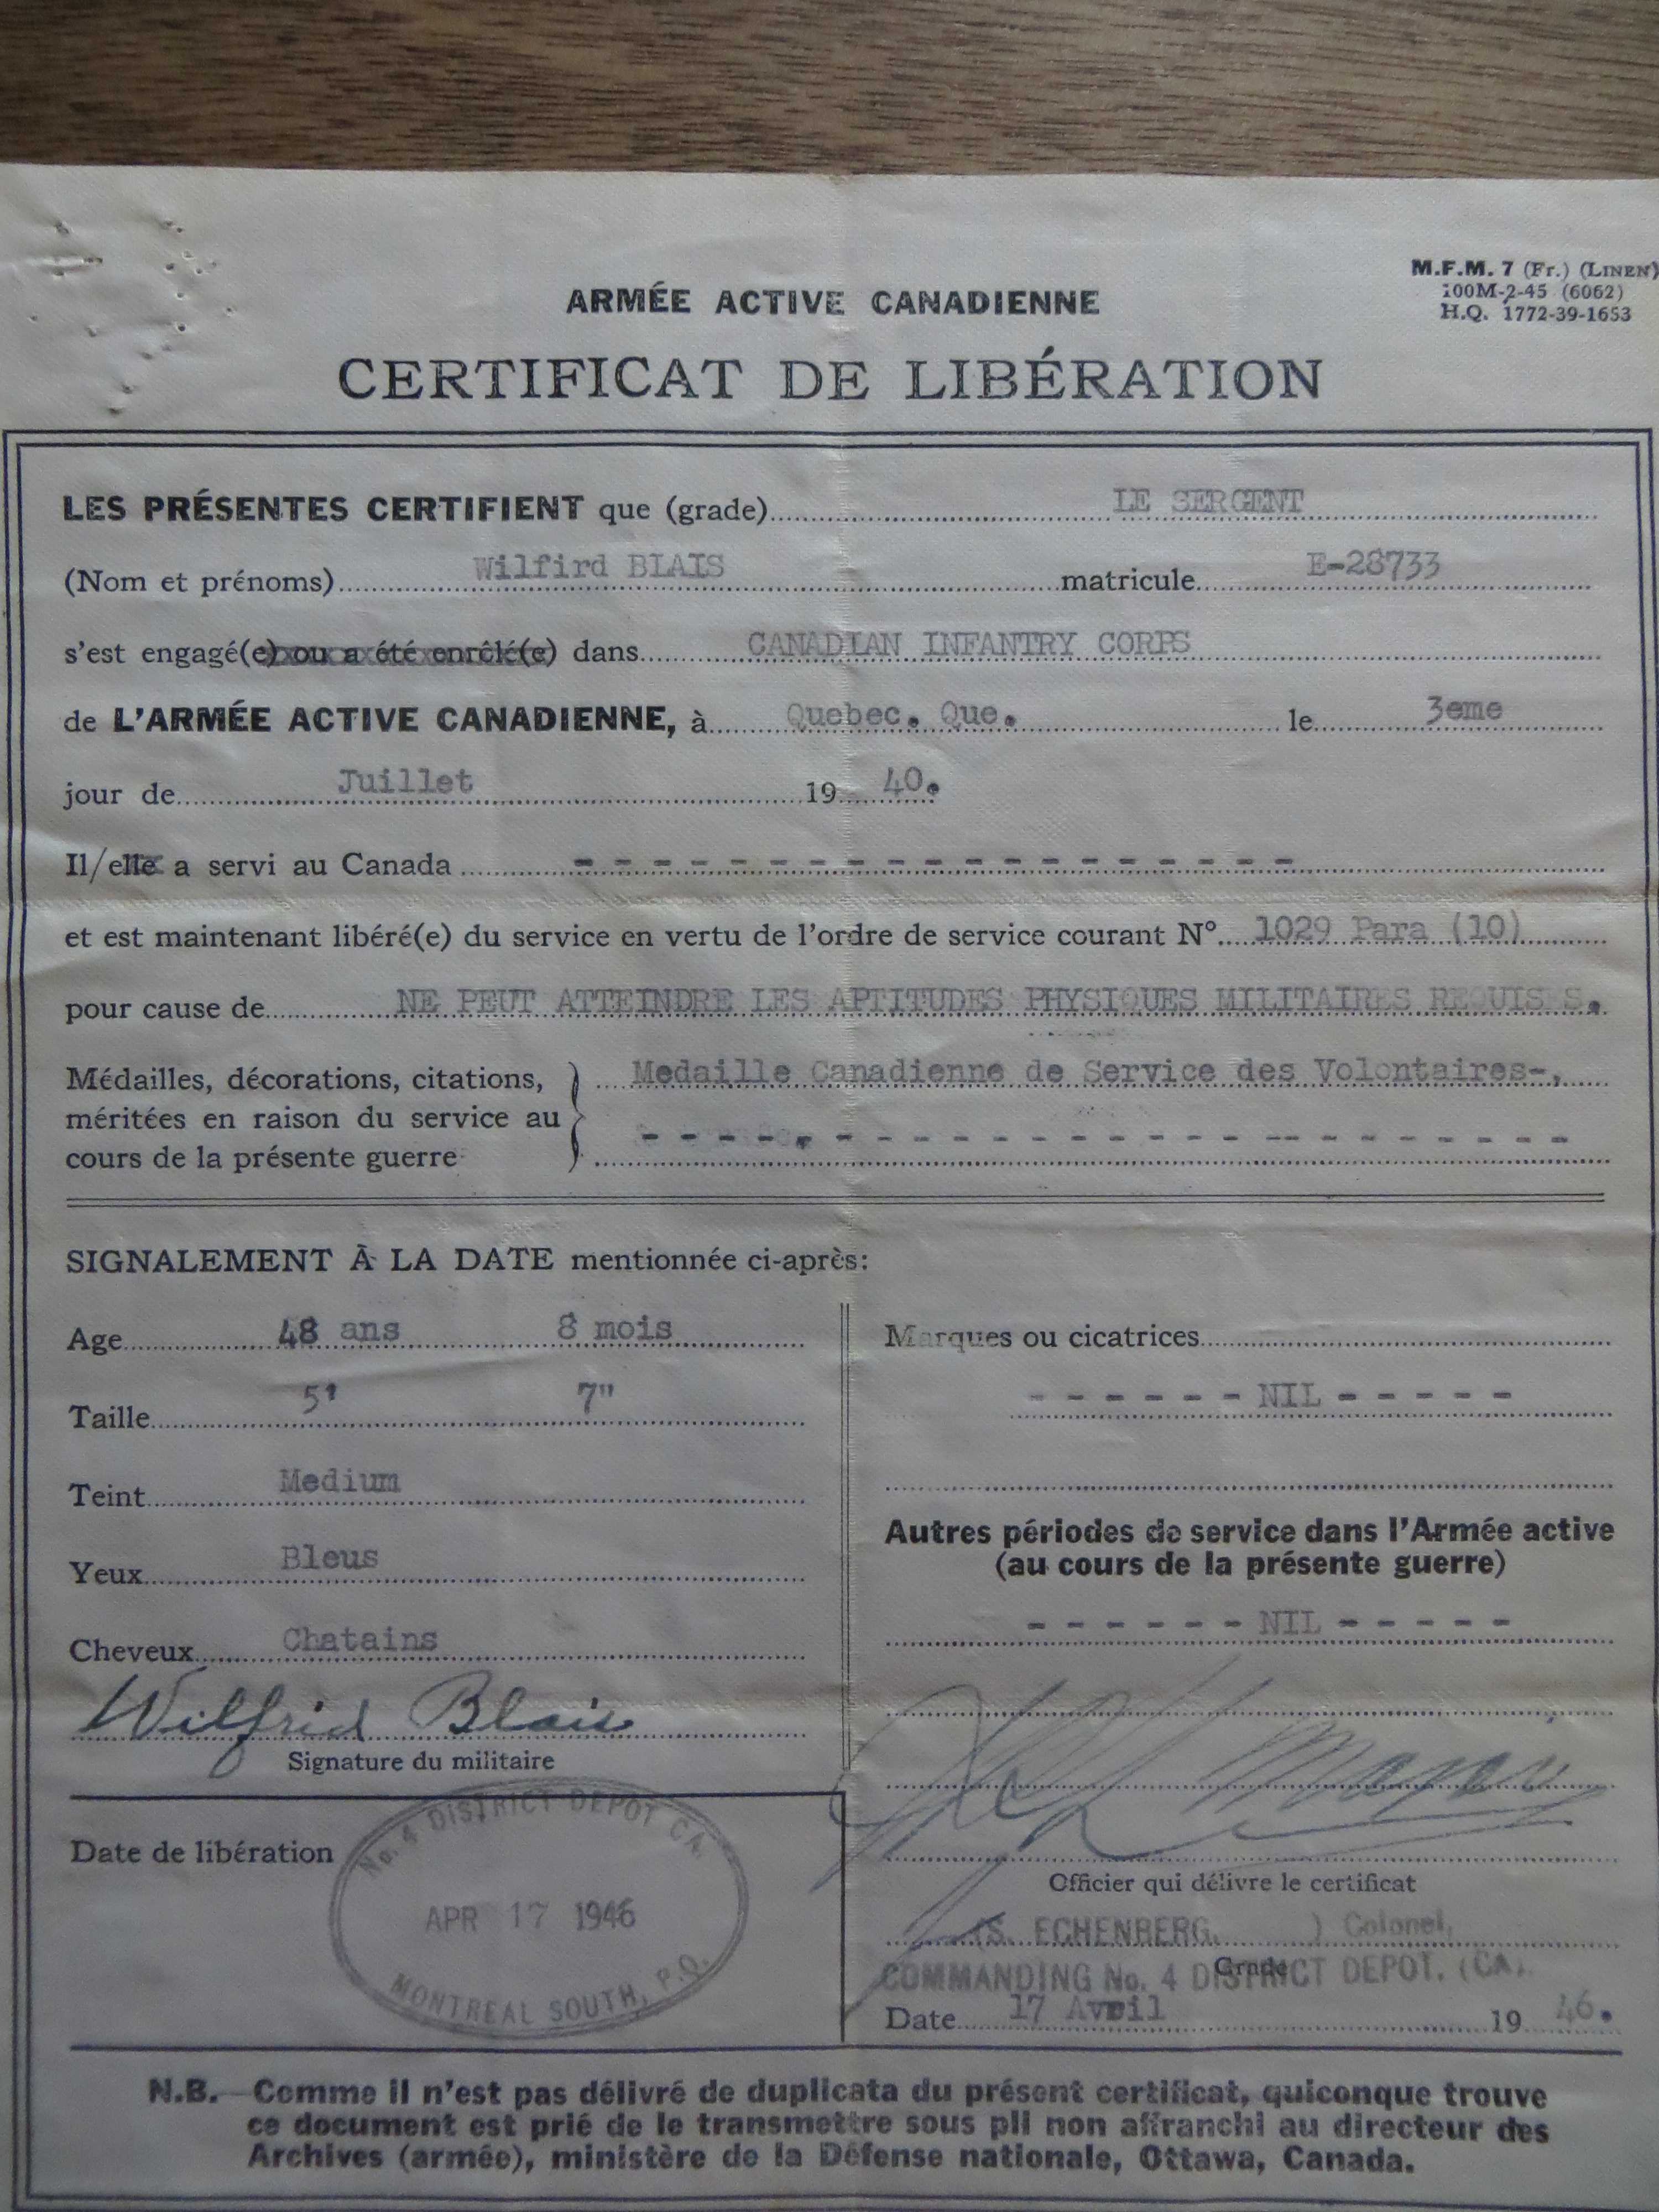 M.F.M. 7 (Fr.) (Linen)
100M-2-45 (6062)
H.Q. 1772-39-1653
ARMÉE ACTIVE CANADIENNE
CERTIFICAT DE LIBÉRATION
LES PRÉSENTES CERTIFIENT que (grade) LE SERGENT
(Nom et prénoms) Wilfird BLAIS matricule E-28733
s'est engagé(e) ou a été enrôlé(e) dans CANADIAN INFANTRY CORPS
de L'ARMÉE ACTIVE CANADIENNE, à Quebec. Que. le 3eme
jour de Juillet 19 40.
Il/elle a servi au Canada - - - - - - - - - - - - - - - - - - -
et est maintenant libéré(e) du service en vertu de l'ordre de service courant N° 1029 Para (10)
pour cause de NE PEUT ATTEINDRE LES APTITUDES PHYSIQUES MILITAIRES REQUISES.
Médailles, décorations, citations, Medaille Canadienne de Service des Volontaires-,
méritées en raison du service au
cours de la présente guerre
SIGNALEMENT À LA DATE mentionnée ci-après:
Age 48 ans 8 mois
Taille 5' 7"
Teint Medium
Yeux Bleus
Cheveux Chatains
Wilfrid Blais
Signature du militaire
Marques ou cicatrices
- - - - - - NIL - - - - -
Autres périodes de service dans l'Armée active
(au cours de la présente guerre)
- - - - - - NIL - - - - -
Date de libération
No. 4 DISTRICT DEPOT CA.
APR 17 1946
MONTREAL SOUTH, P.Q.
Major
Officier qui délivre le certificat
(S. ECHENBERG. ) Colonel,
Grade
COMMANDING No. 4 DISTRICT DEPOT. (CA).
Date 17 Avril 19 46.
N.B. Comme il n'est pas délivré de duplicata du présent certificat, quiconque trouve
ce document est prié de le transmettre sous pli non affranchi au directeur des
Archives (armée), ministère de la Défense nationale, Ottawa, Canada.